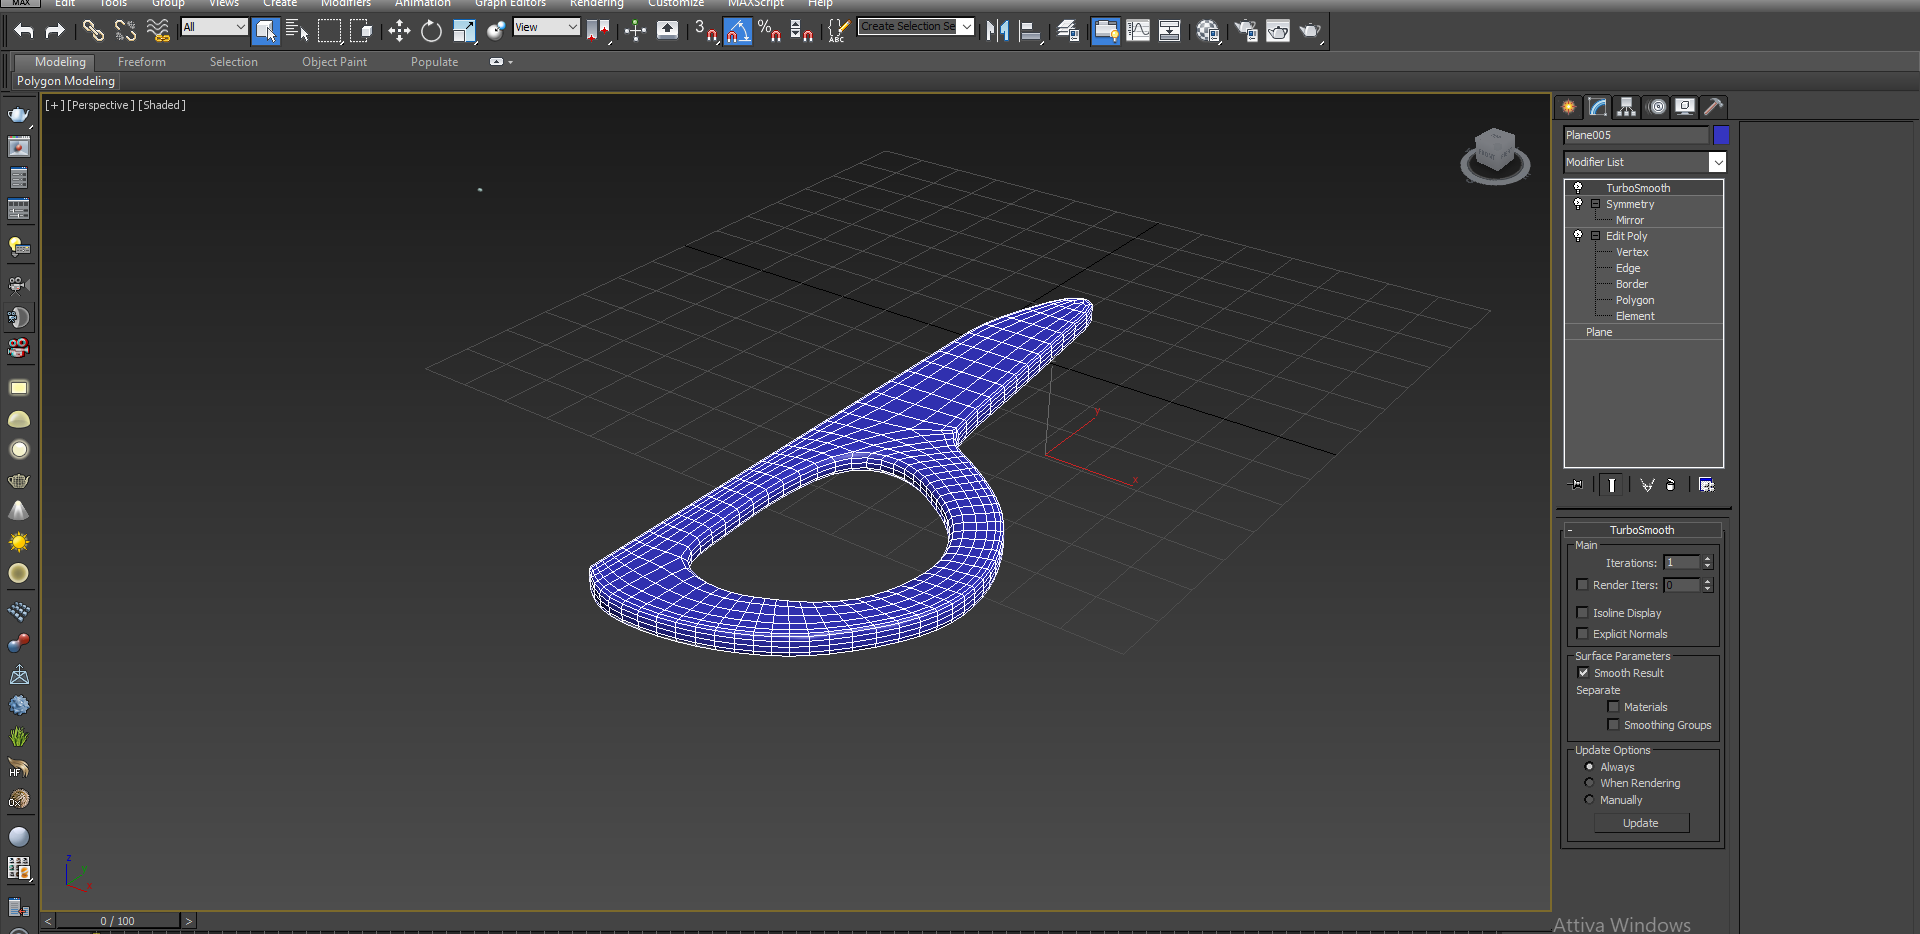 MAX Edit Tools Group Views Create Modifiers Animation Graph Editors Rendering Customize MAXScript Help
All View 3 % ABC Create Selection Se
Modeling Freeform Selection Object Paint Populate
Polygon Modeling
[+] [Perspective] [Shaded]
Plane005
Modifier List
TurboSmooth
Symmetry
Mirror
Edit Poly
Vertex
Edge
Border
Polygon
Element
Plane
y
x
- TurboSmooth
Main
Iterations: 1
Render Iters: 0
Isoline Display
Explicit Normals
Surface Parameters
Smooth Result
Separate
Materials
Smoothing Groups
Update Options
Always
When Rendering
Manually
Update
HF
z
y
x
< 0 / 100 >
Attiva Windows